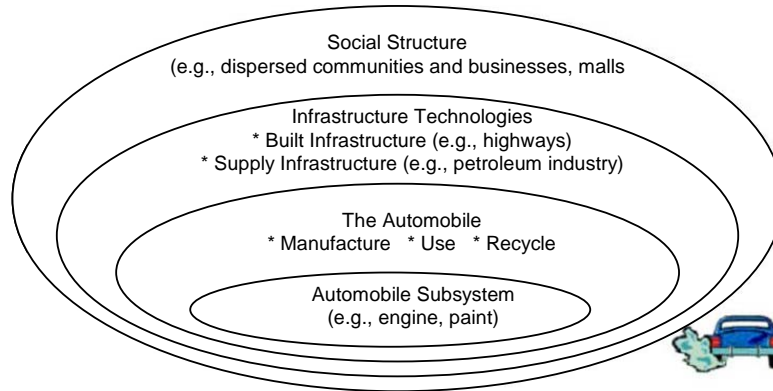 Social Structure
(e.g., dispersed communities and businesses, malls
Infrastructure Technologies
* Built Infrastructure (e.g., highways)
* Supply Infrastructure (e.g., petroleum industry)
The Automobile
* Manufacture * Use * Recycle
Automobile Subsystem
(e.g., engine, paint)